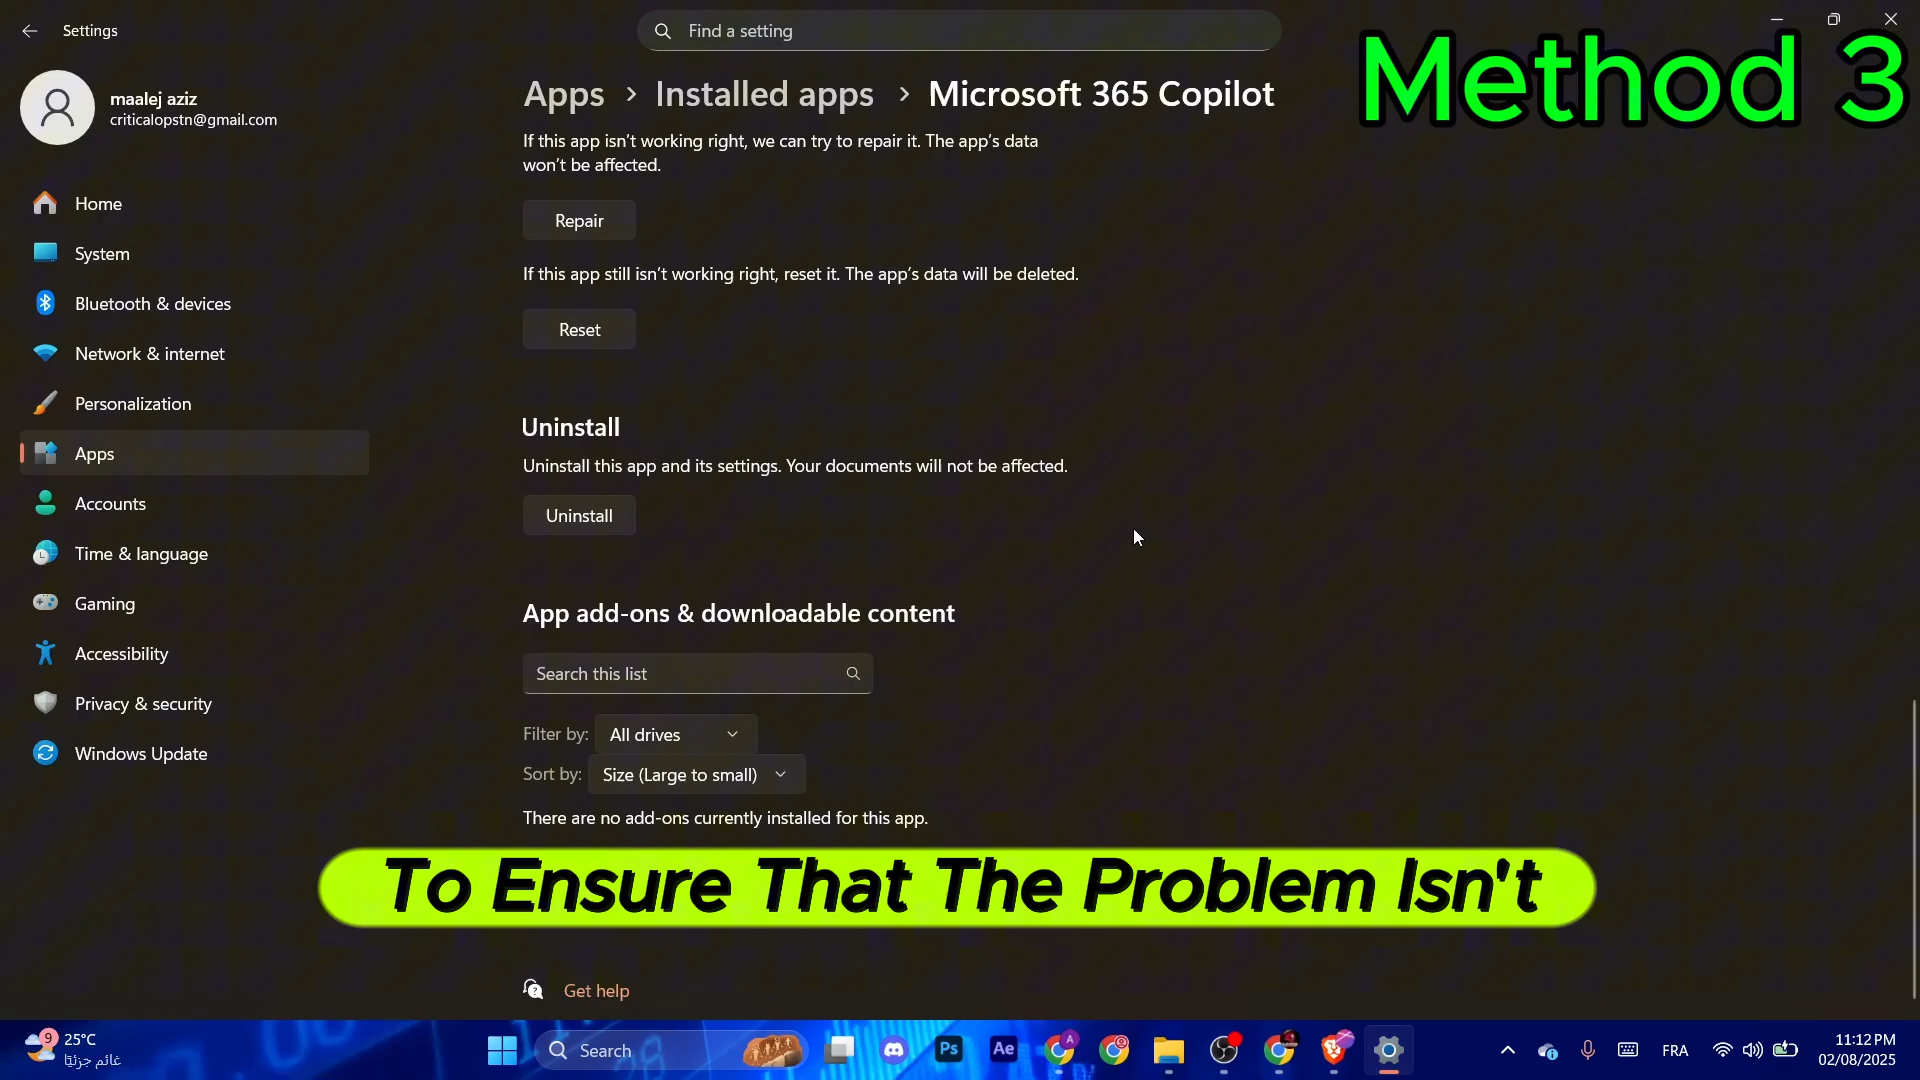 Settings
Find a setting
Method 3
maalej aziz
criticalopstn@gmail.com
Home
System
Bluetooth & devices
Network & internet
Personalization
Apps
Accounts
Time & language
Gaming
Accessibility
Privacy & security
Windows Update
Apps > Installed apps > Microsoft 365 Copilot
If this app isn't working right, we can try to repair it. The app's data
won't be affected.
Repair
If this app still isn't working right, reset it. The app's data will be deleted.
Reset
Uninstall
Uninstall this app and its settings. Your documents will not be affected.
Uninstall
App add-ons & downloadable content
Search this list
Filter by: All drives
Sort by: Size (Large to small)
There are no add-ons currently installed for this app.
To Ensure That The Problem Isn't
Get help
9
25°C
غائم جزئيًا
Search
Ps
Ae
A
FRA
11:12 PM
02/08/2025